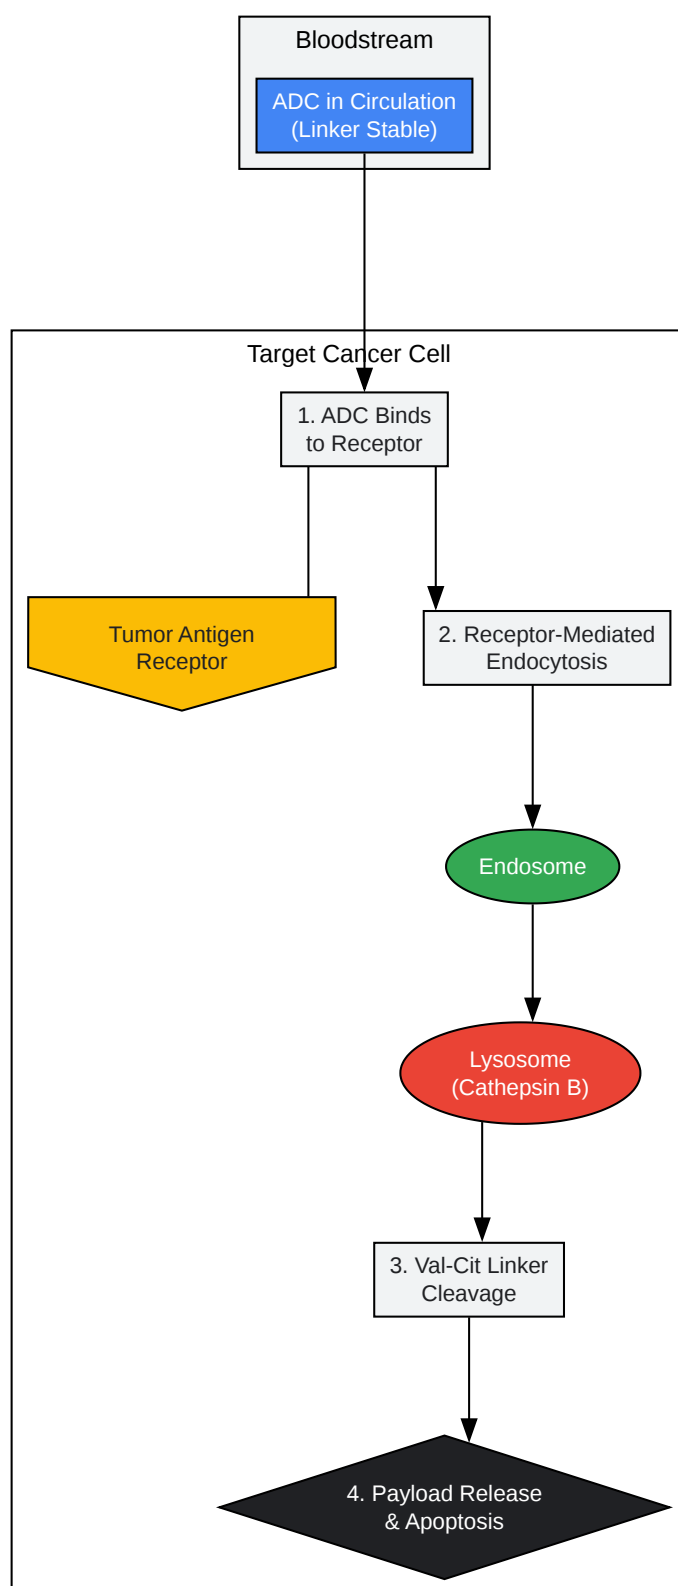 Bloodstream
ADC in Circulation
(Linker Stable)
Target Cancer Cell
1. ADC Binds
to Receptor
Tumor Antigen
Receptor
2. Receptor-Mediated
Endocytosis
Endosome
Lysosome
(Cathepsin B)
3. Val-Cit Linker
Cleavage
4. Payload Release
& Apoptosis